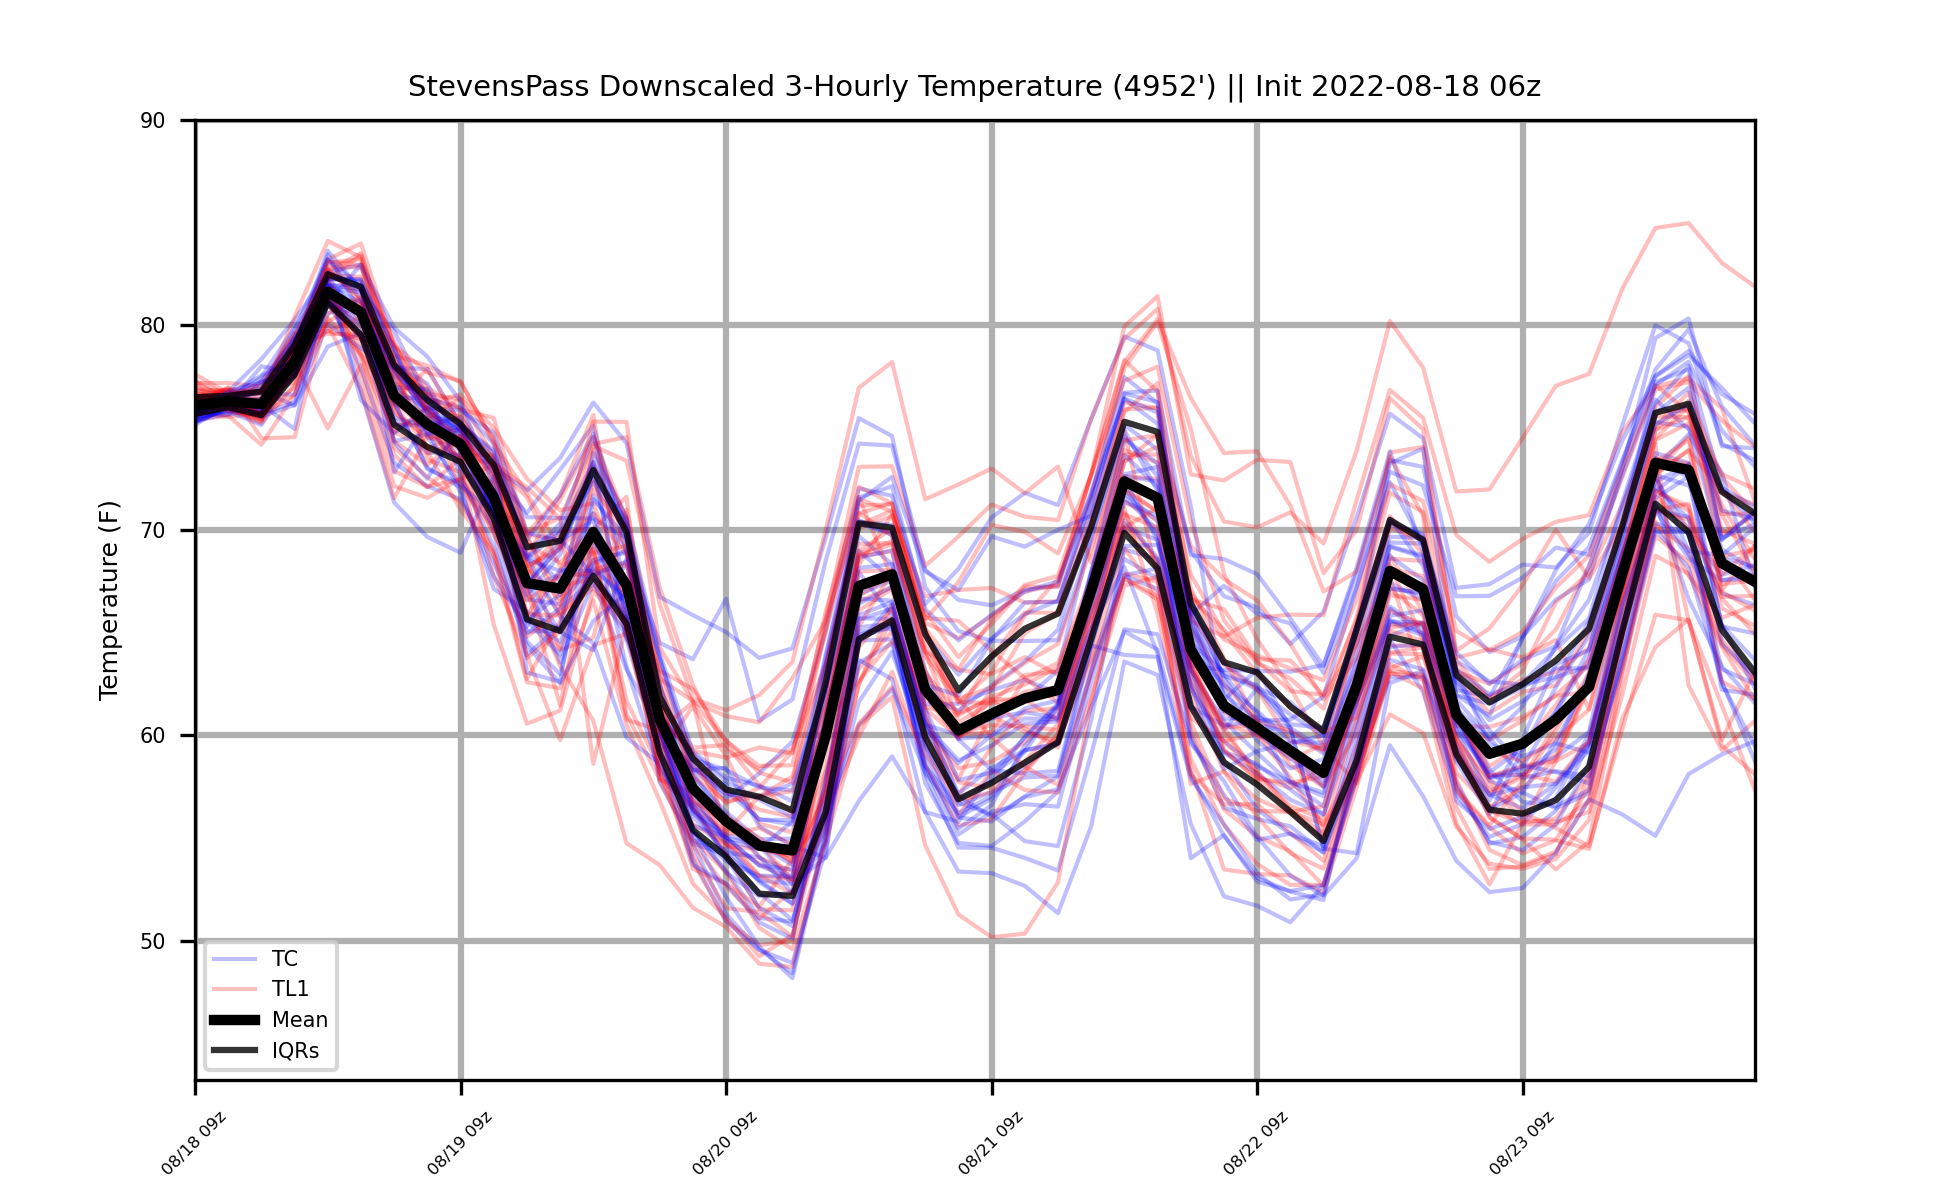 StevensPass Downscaled 3-Hourly Temperature (4952') || Init 2022-08-18 06z
90
80
70
60
50
Temperature (F)
TC
TL1
Mean
IQRs
08/18 09z
08/19 09z
08/20 09z
08/21 09z
08/22 09z
08/23 09z